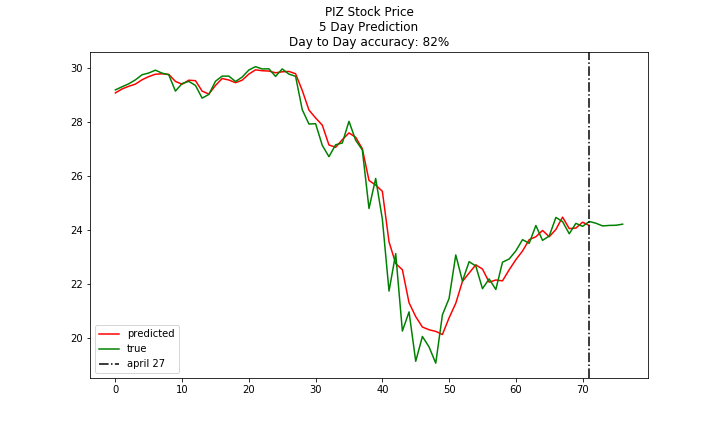 PIZ Stock Price
5 Day Prediction
Day to Day accuracy: 82%
30
28
26
24
22
20
predicted
true
april 27
0 10 20 30 40 50 60 70